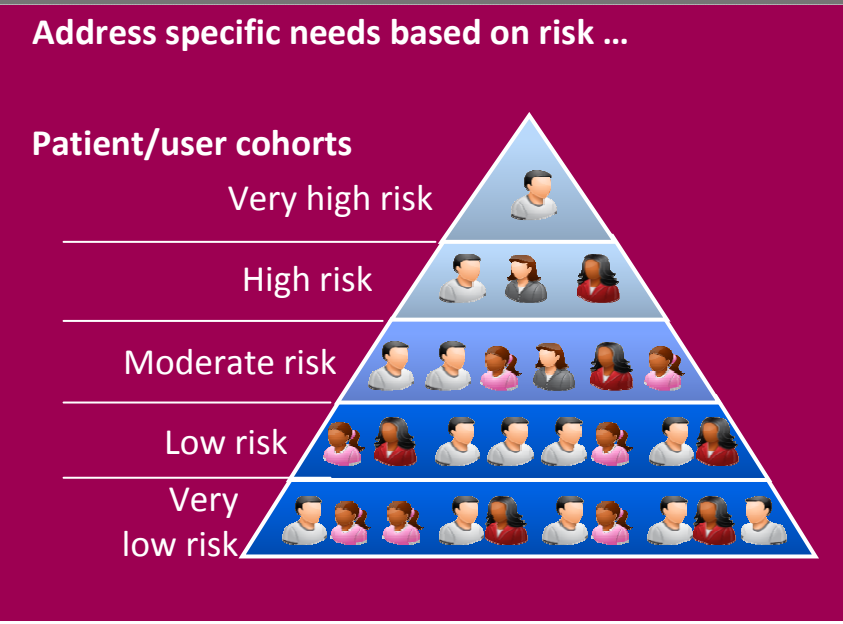 Address specific needs based on risk …
Patient/user cohorts
Very high risk
High risk
Moderate risk
Low risk
Very
low risk